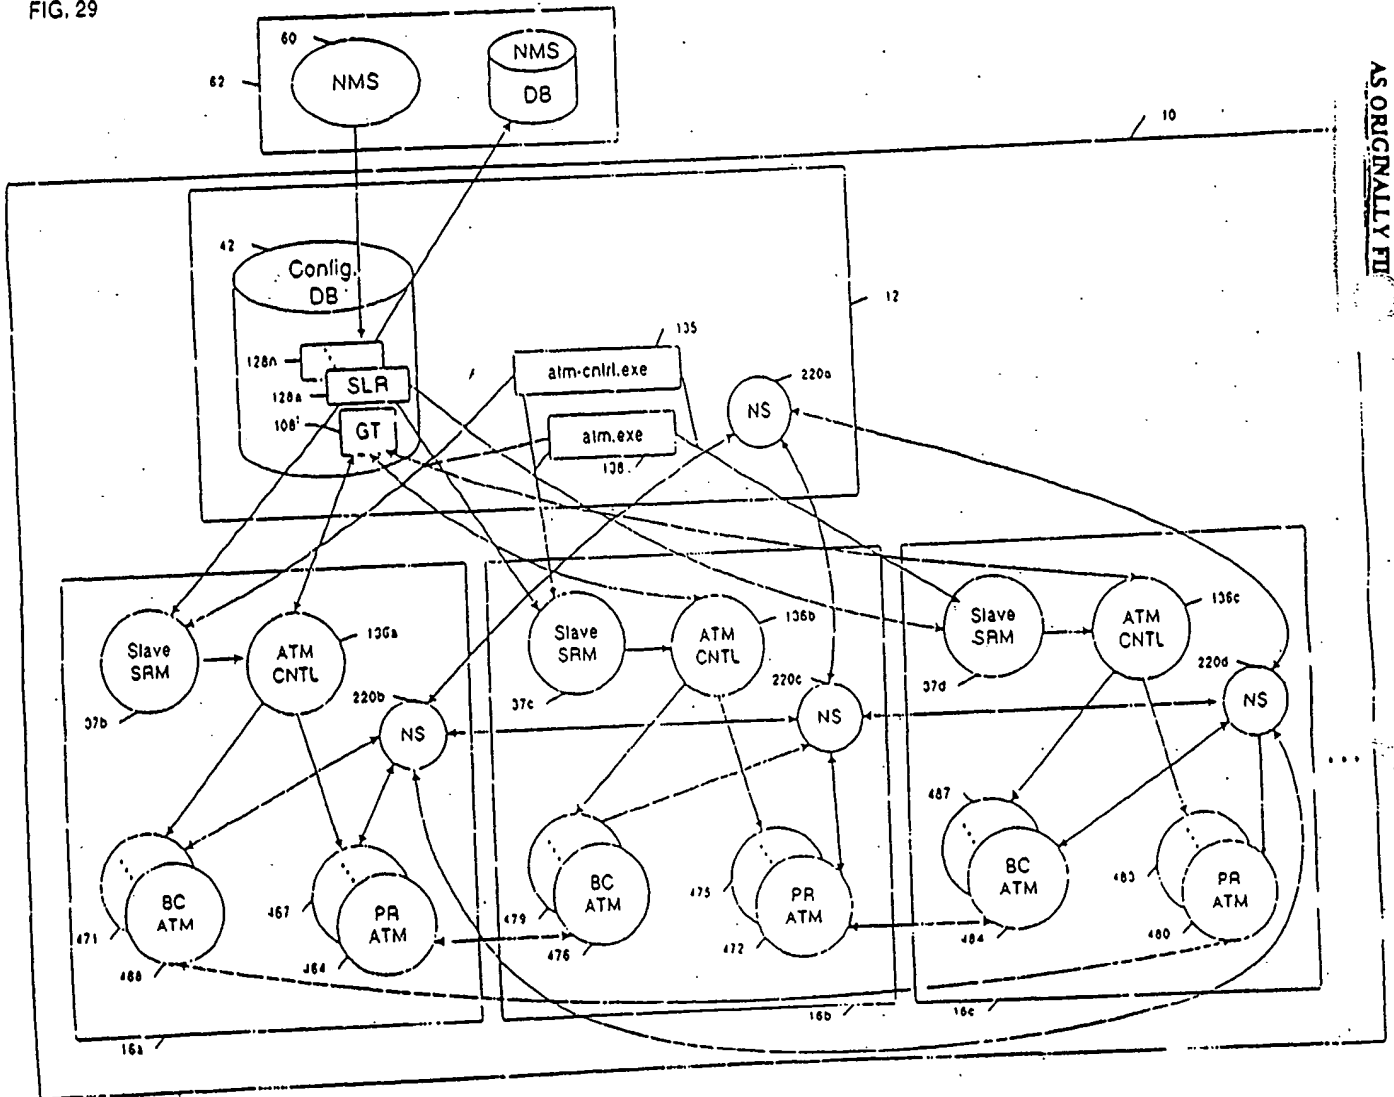 FIG. 29
60
NMS
NMS
DB
62
10
AS ORIGINALLY FI
42
Config.
DB
12
135
128n
atm-cntrl.exe
SLR
220a
128a
NS
108'
GT
atm.exe
138
Slave
SRM
ATM
CNTL
136a
37b
220b
NS
Slave
SRM
ATM
CNTL
136b
37c
220c
NS
Slave
SRM
ATM
CNTL
136c
37d
220d
NS
...
BC
ATM
471
468
467
PR
ATM
464
BC
ATM
479
476
475
PR
ATM
472
487
BC
ATM
484
483
PR
ATM
480
16a
16b
16c